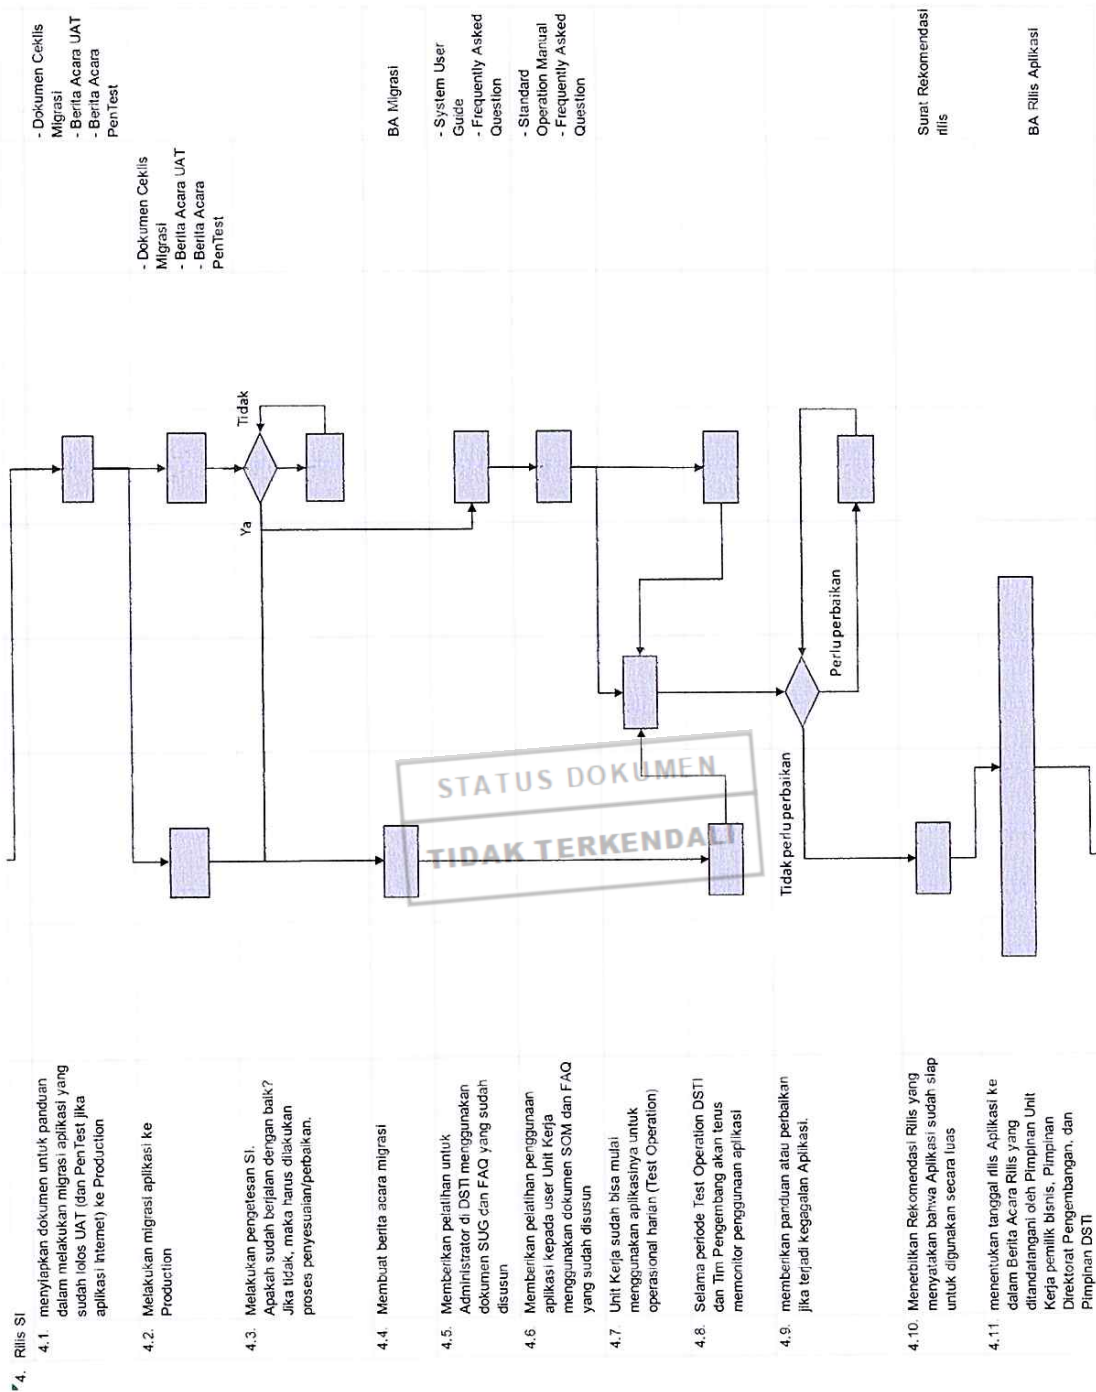 4. Rilis SI
4.1. menyiapkan dokumen untuk panduan
dalam melakukan migrasi aplikasi yang
sudah lolos UAT (dan PenTest jika
aplikasi Internet) ke Production
- Dokumen Ceklis
Migrasi
- Berita Acara UAT
- Berita Acara
PenTest
4.2. Melakukan migrasi aplikasi ke
Production
- Dokumen Ceklis
Migrasi
- Berita Acara UAT
- Berita Acara
PenTest
4.3. Melakukan pengetesan SI.
Apakah sudah berjalan dengan baik?
Jika tidak, maka harus dilakukan
proses penyesuaian/perbaikan.
Ya
Tidak
4.4. Membuat berita acara migrasi
BA Migrasi
4.5. Memberikan pelatihan untuk
Administrator di DSTI menggunakan
dokumen SUG dan FAQ yang sudah
disusun
- System User
Guide
- Frequently Asked
Question
4.6 Memberikan pelatihan penggunaan
aplikasi kepada user Unit Kerja
menggunakan dokumen SOM dan FAQ
yang sudah disusun
- Standard
Operation Manual
- Frequently Asked
Question
4.7. Unit Kerja sudah bisa mulai
menggunakan aplikasinya untuk
operasional harian (Test Operation)
STATUS DOKUMEN
TIDAK TERKENDALI
4.8. Selama periode Test Operation DSTI
dan Tim Pengembang akan terus
memonitor penggunaan aplikasi
4.9. memberikan panduan atau perbaikan
jika terjadi kegagalan Aplikasi.
Tidak perlu perbaikan
Perlu perbaikan
4.10. Menerbitkan Rekomendasi Rilis yang
menyatakan bahwa Aplikasi sudah siap
untuk digunakan secara luas
Surat Rekomendasi
rilis
4.11. menentukan tanggal rilis Aplikasi ke
dalam Berita Acara Rilis yang
ditandatangani oleh Pimpinan Unit
Kerja pemilik bisnis, Pimpinan
Direktorat Pengembangan, dan
Pimpinan DSTI
BA Rilis Aplikasi